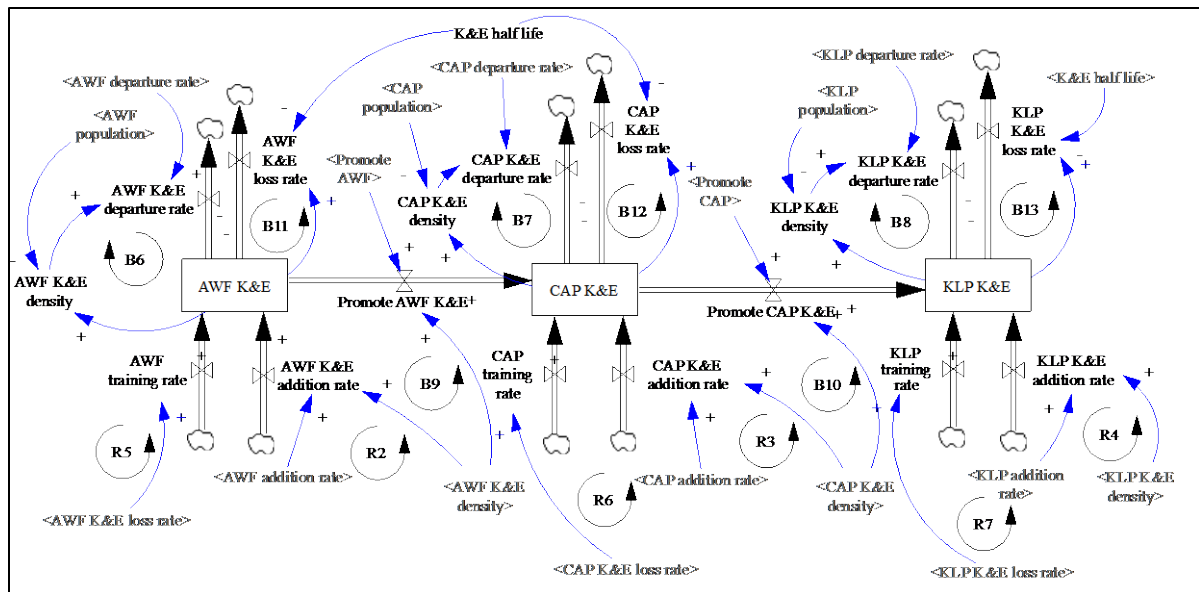 K&E half life
<AWF departure rate>
<CAP departure rate>
<KLP departure rate>
<AWF
population>
<CAP
population>
<KLP
population>
<K&E half life>
AWF
K&E
loss rate
CAP
K&E
loss rate
KLP
K&E
loss rate
<Promote
AWF>
<Promote
CAP>
AWF K&E
departure rate
CAP K&E
departure rate
KLP K&E
departure rate
CAP K&E
density
KLP K&E
density
AWF K&E
density
B6
B11
B7
B12
B8
B13
AWF K&E
CAP K&E
KLP K&E
Promote AWF K&E
Promote CAP K&E
AWF
training rate
AWF K&E
addition rate
CAP
training
rate
CAP K&E
addition rate
KLP
training
rate
KLP K&E
addition rate
B9
B10
R5
R2
R3
R4
R6
R7
<AWF addition rate>
<AWF K&E
density>
<CAP addition rate>
<CAP K&E
density>
<KLP addition
rate>
<KLP K&E
density>
<AWF K&E loss rate>
<CAP K&E loss rate>
<KLP K&E loss rate>